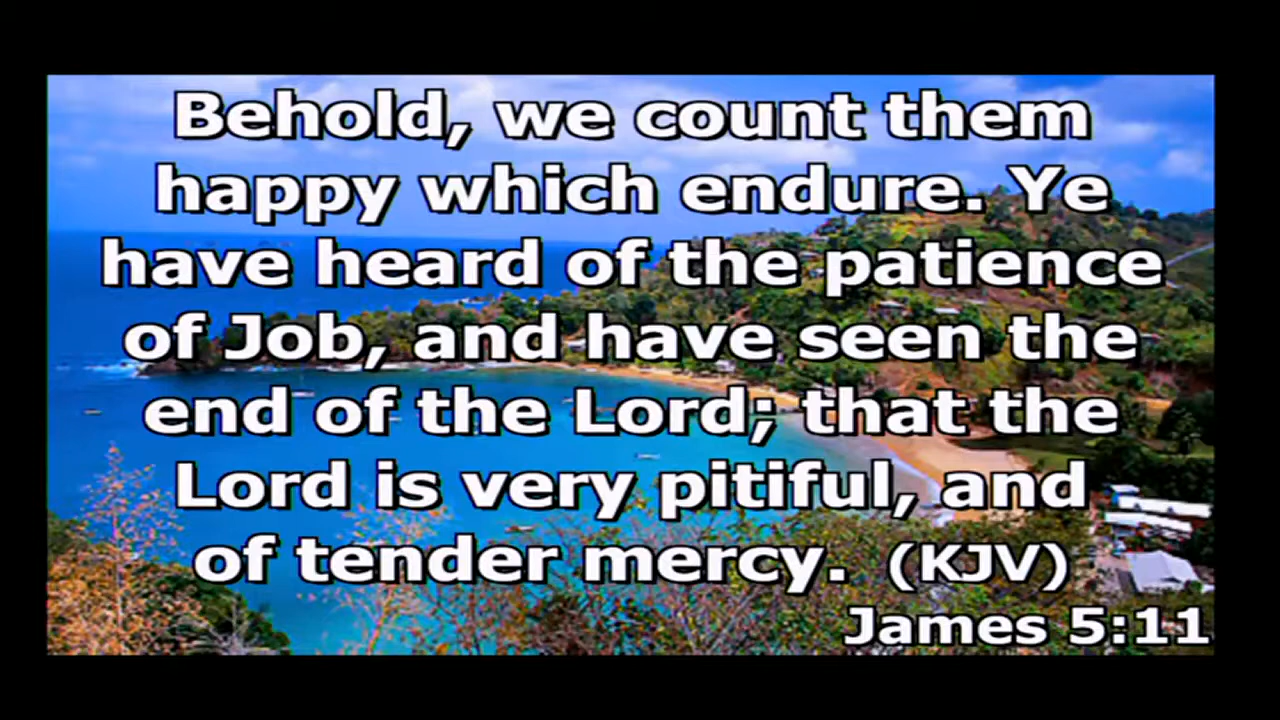 Behold, we count them
happy which endure. Ye
have heard of the patience
of Job, and have seen the
end of the Lord; that the
Lord is very pitiful, and
of tender mercy. (KJV)
James 5:11